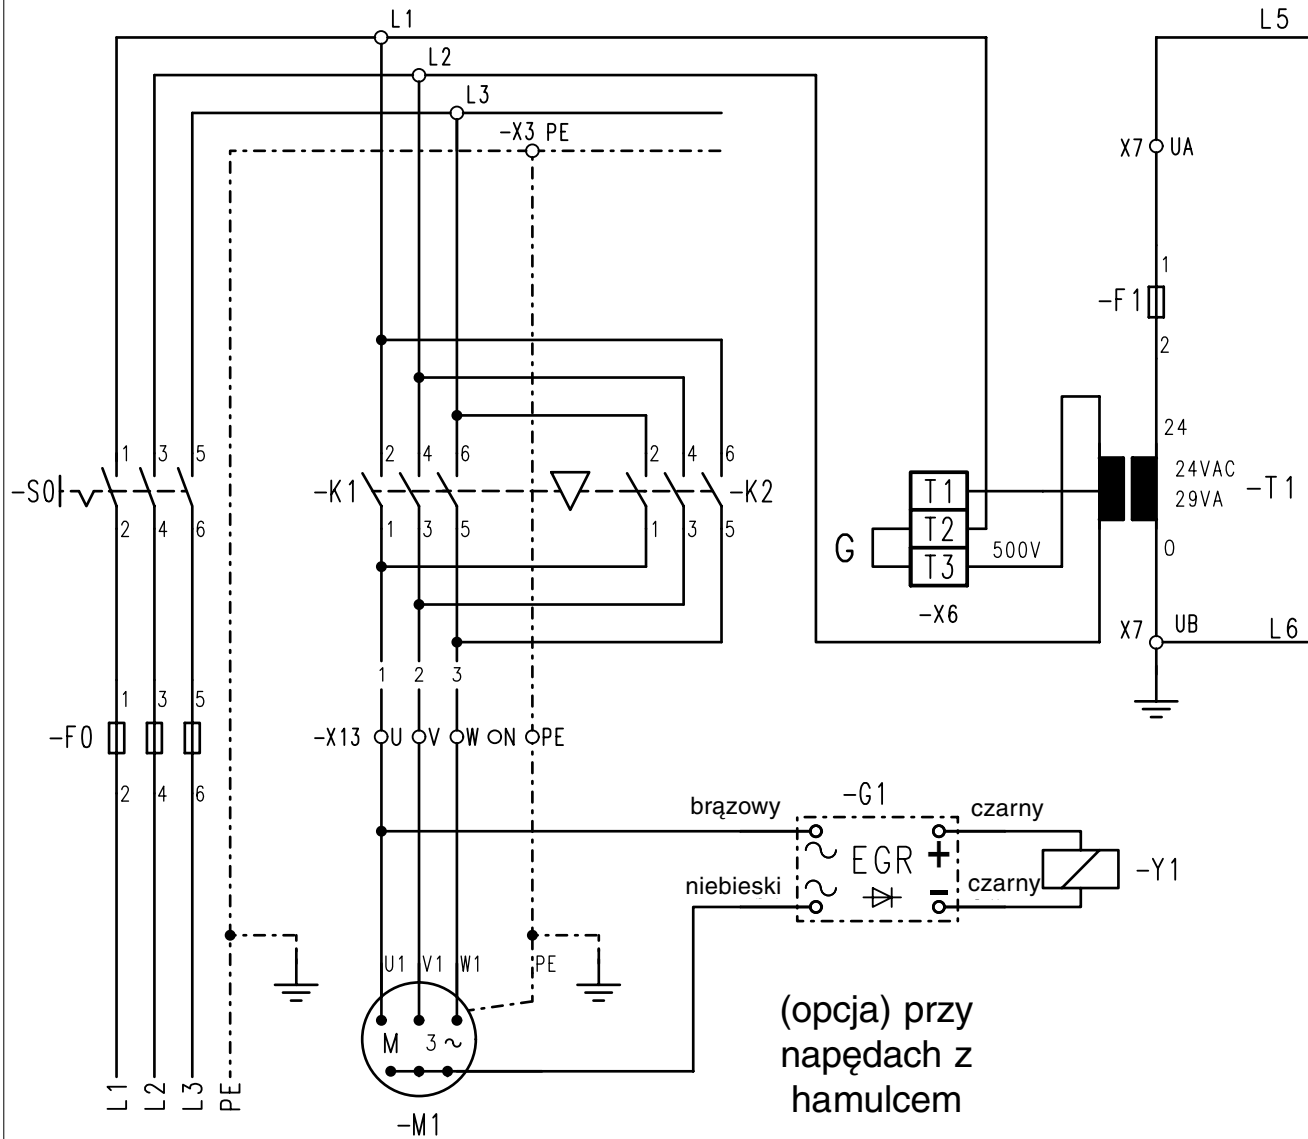 L1 L5
L2
L3
-X3 PE
X7 UA
1
-F1
2
24
1 3 5 2 4 6 2 4 6
24VAC
-S0 -K1 -K2 T1 29VA -T1
2 4 6 1 3 5 1 3 5 T2
G 500V 0
T3
-X6
X7 UB L6
1 2 3
1 3 5
-F0 -X13 U V W N PE
2 4 6
brązowy -G1 czarny
EGR +
-Y1
niebieski - czarny
U1 V1 W1 PE
(opcja) przy
M 3 ~
napędach z
hamulcem
L1 L2 L3 PE
-M1